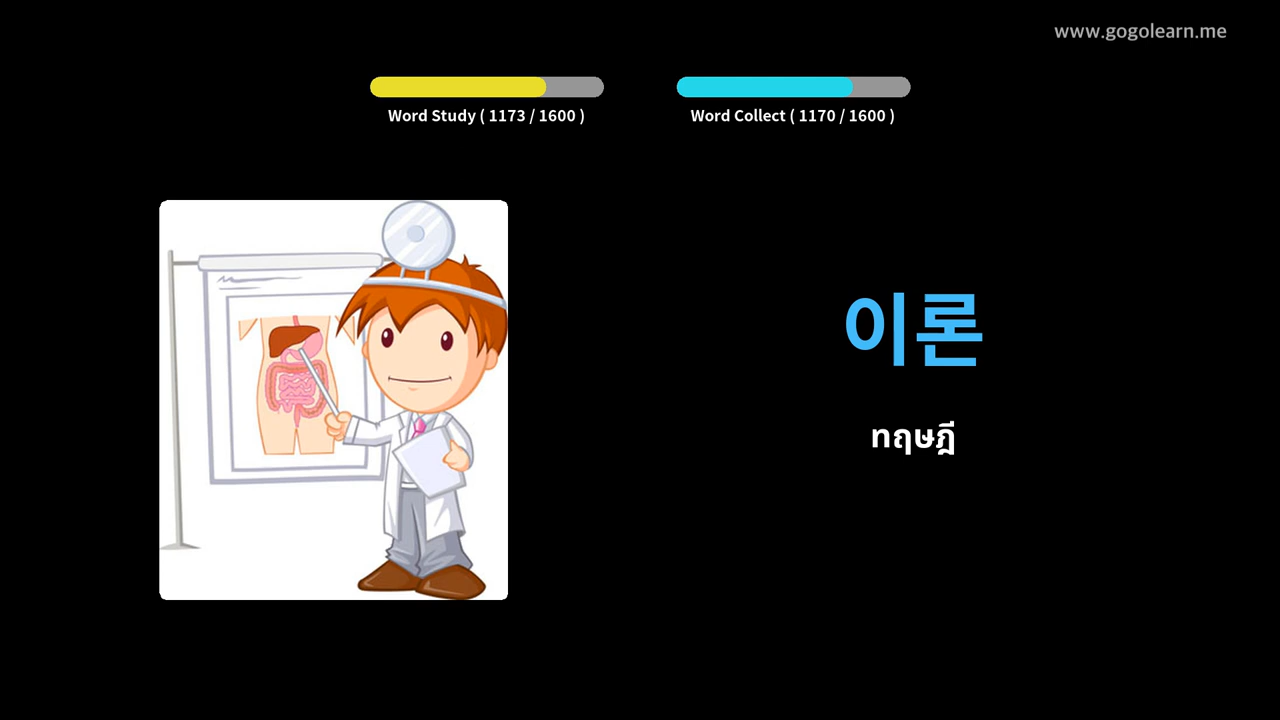 www.gogolearn.me
Word Study ( 1173 / 1600 )
Word Collect ( 1170 / 1600 )
이론
ทฤษฎี